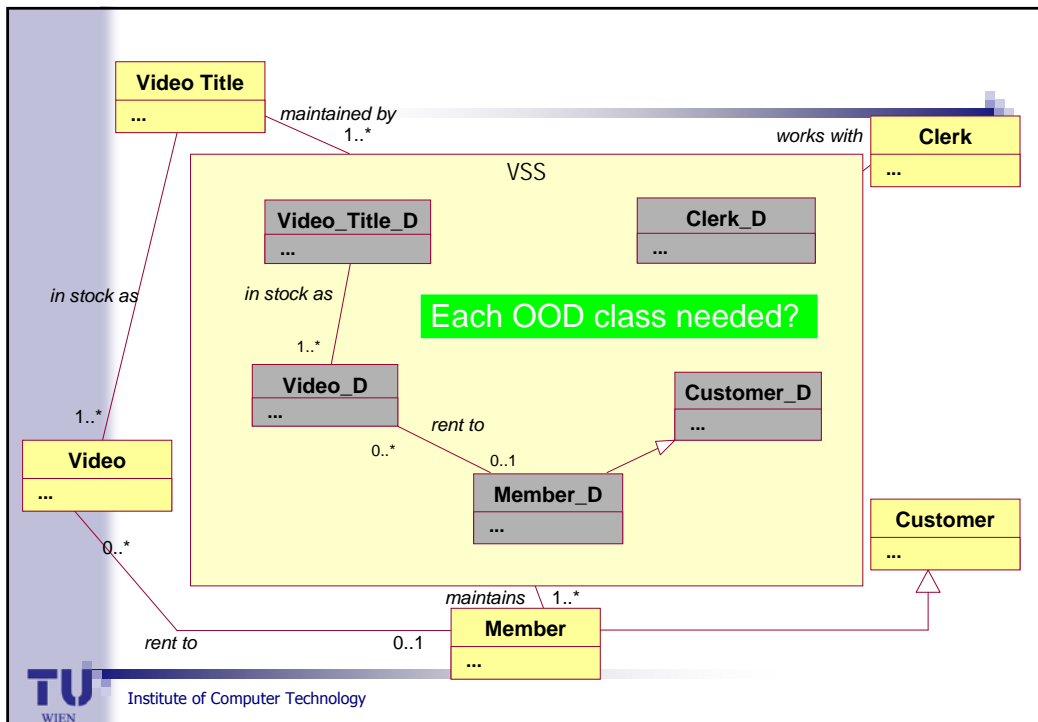 Video Title
...
maintained by
1..*
works with
Clerk
...
VSS
Video_Title_D
...
Clerk_D
...
in stock as
in stock as
Each OOD class needed?
1..*
Video_D
...
Customer_D
...
rent to
0..*
0..1
1..*
Video
...
Member_D
...
Customer
...
0..*
maintains
1..*
rent to
0..1
Member
...
TU
WIEN
Institute of Computer Technology